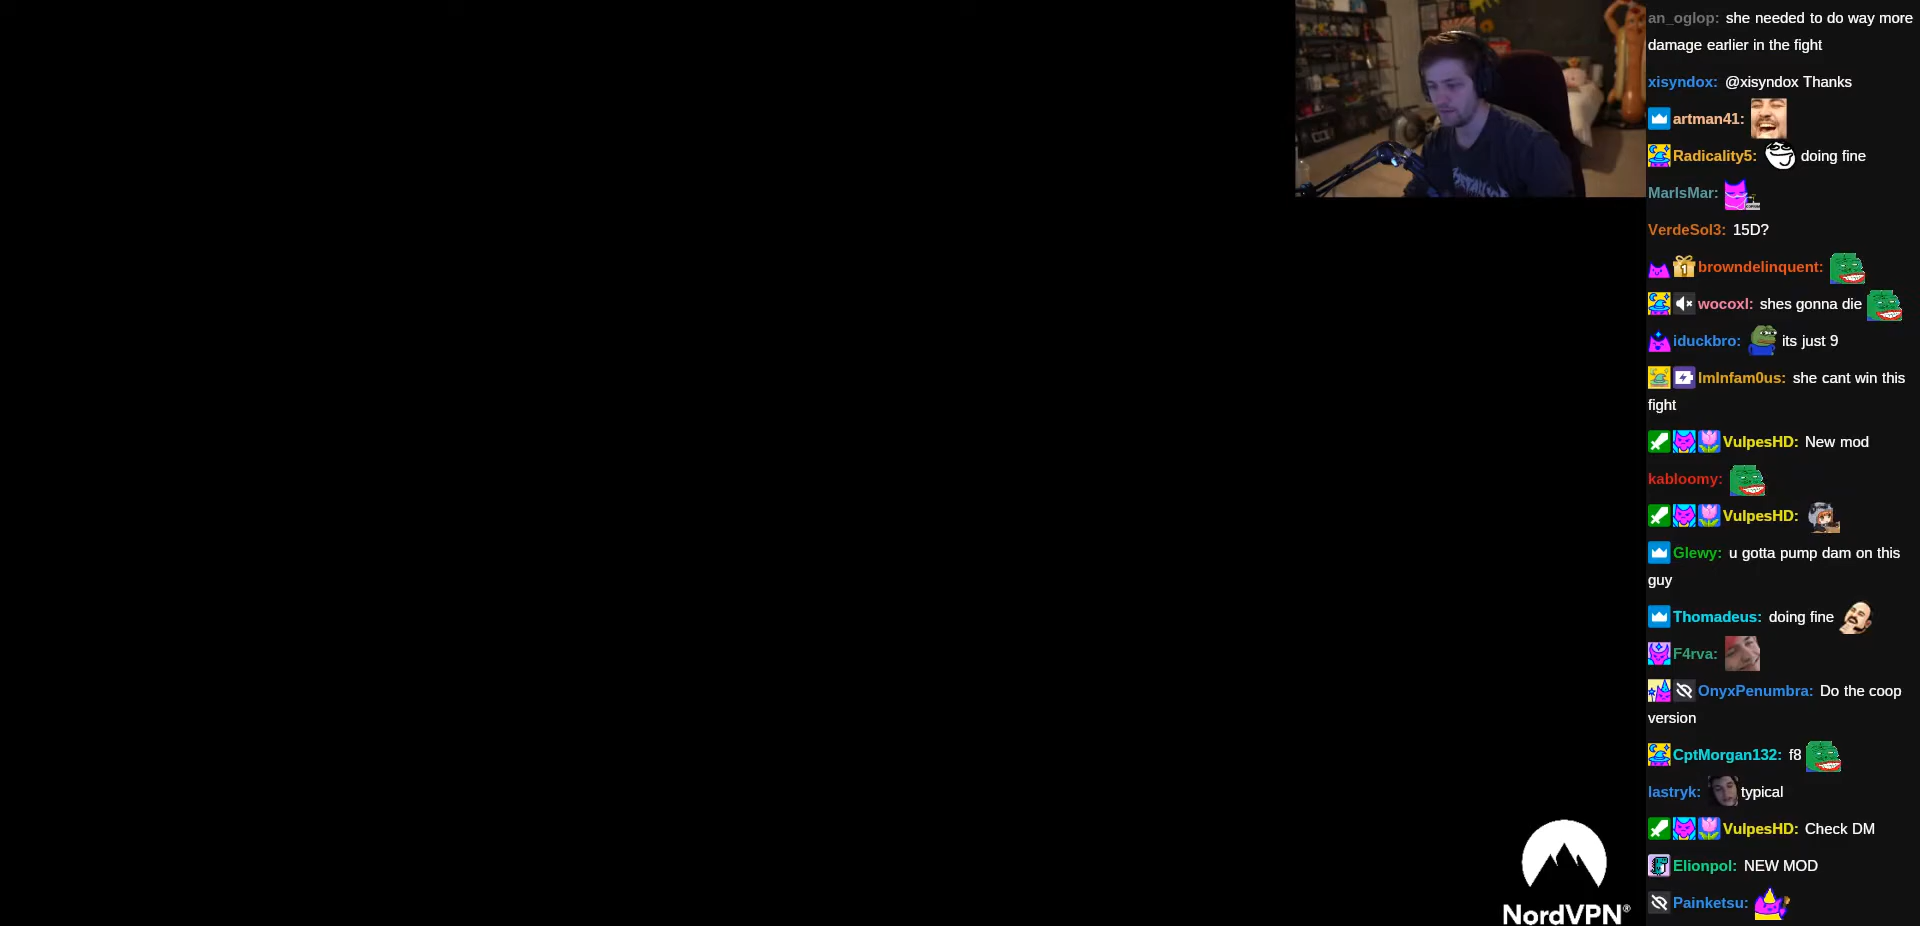 an_oglop: she needed to do way more
damage earlier in the fight
xisyndox: @xisyndox Thanks
artman41:
Radicality5: doing fine
MarlsMar:
VerdeSol3: 15D?
1 browndelinquent:
wocoxl: shes gonna die
iduckbro: its just 9
ImInfam0us: she cant win this
fight
VulpesHD: New mod
kabloomy:
VulpesHD:
Glewy: u gotta pump dam on this
guy
Thomadeus: doing fine
F4rva:
OnyxPenumbra: Do the coop
version
CptMorgan132: f8
lastryk: typical
VulpesHD: Check DM
Elionpol: NEW MOD
Painketsu:
NordVPN®